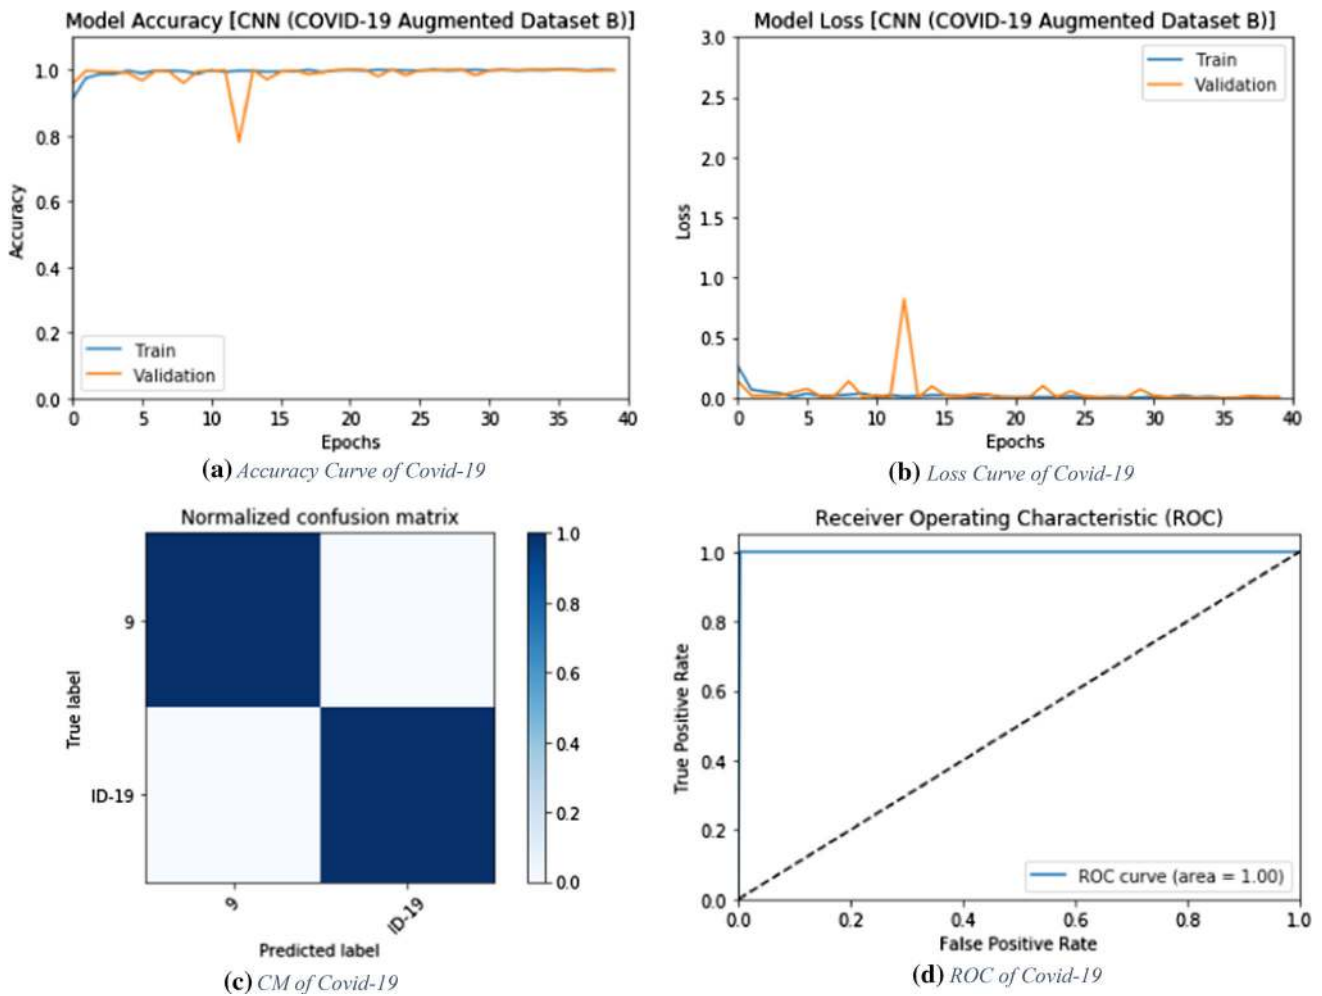 Model Accuracy [CNN (COVID-19 Augmented Dataset B)]
1.0
0.8
0.6
0.4
0.2
0.0
Accuracy
Train
Validation
0 5 10 15 20 25 30 35 40
Epochs
(a) Accuracy Curve of Covid-19
Model Loss [CNN (COVID-19 Augmented Dataset B)]
3.0
2.5
2.0
1.5
1.0
0.5
0.0
Loss
Train
Validation
0 5 10 15 20 25 30 35 40
Epochs
(b) Loss Curve of Covid-19
Normalized confusion matrix
True label
9
ID-19
9 ID-19
Predicted label
1.0
0.8
0.6
0.4
0.2
0.0
(c) CM of Covid-19
Receiver Operating Characteristic (ROC)
1.0
0.8
0.6
0.4
0.2
0.0
True Positive Rate
ROC curve (area = 1.00)
0.0 0.2 0.4 0.6 0.8 1.0
False Positive Rate
(d) ROC of Covid-19